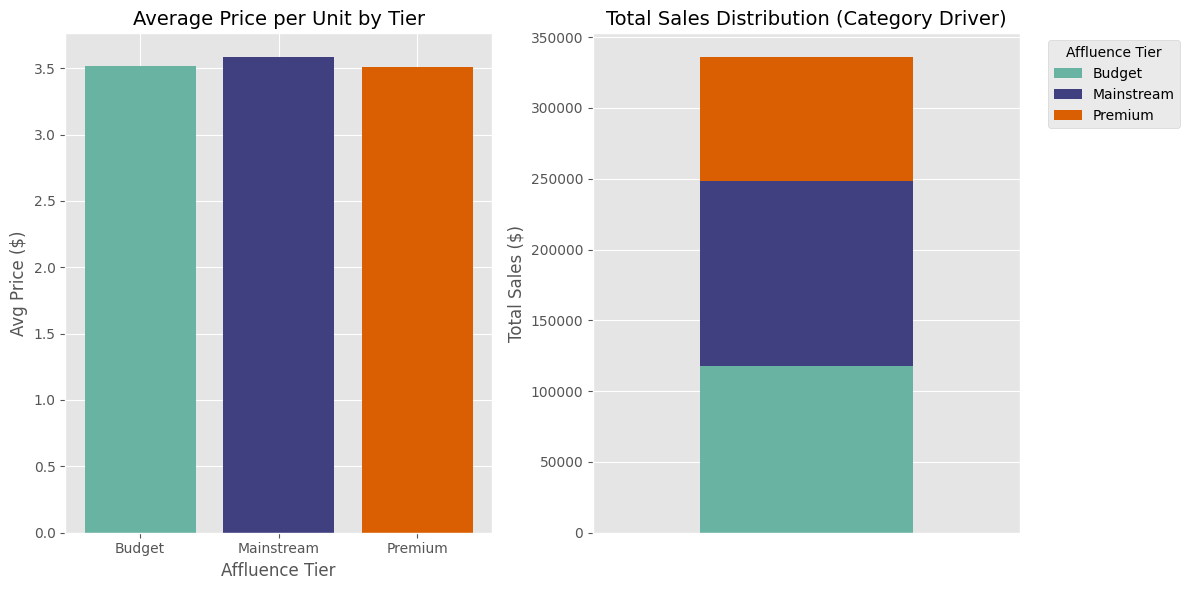 Average Price per Unit by Tier
Avg Price ($)
3.5
3.0
2.5
2.0
1.5
1.0
0.5
0.0
Budget Mainstream Premium
Affluence Tier
Total Sales Distribution (Category Driver)
Total Sales ($)
350000
300000
250000
200000
150000
100000
50000
0
Affluence Tier
Budget
Mainstream
Premium